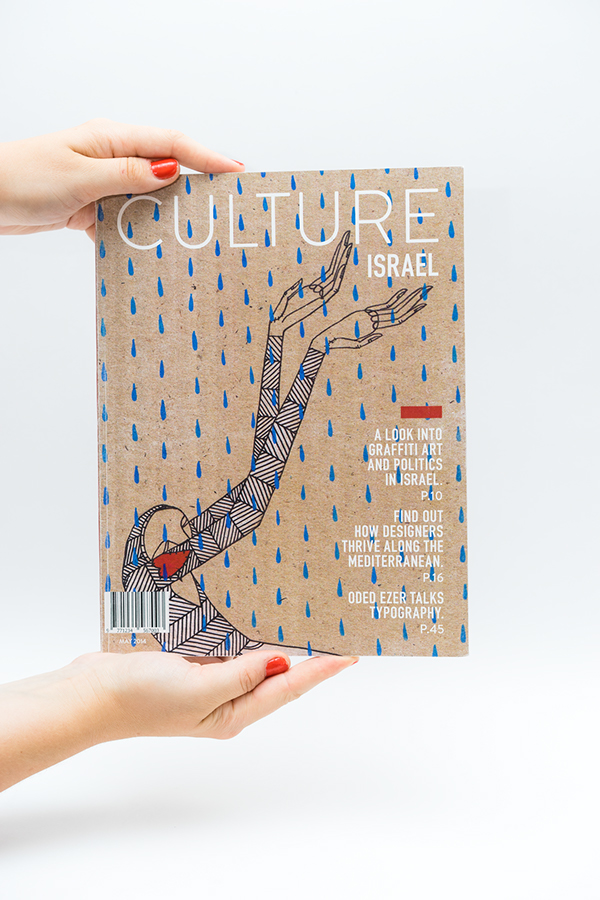 CULTURE
ISRAEL
A LOOK INTO
GRAFFITI ART
AND POLITICS
IN ISRAEL.
P.10
FIND OUT
HOW DESIGNERS
THRIVE ALONG THE
MEDITERRANEAN.
P.16
ODED EZER TALKS
TYPOGRAPHY.
P.45
MAY 2014